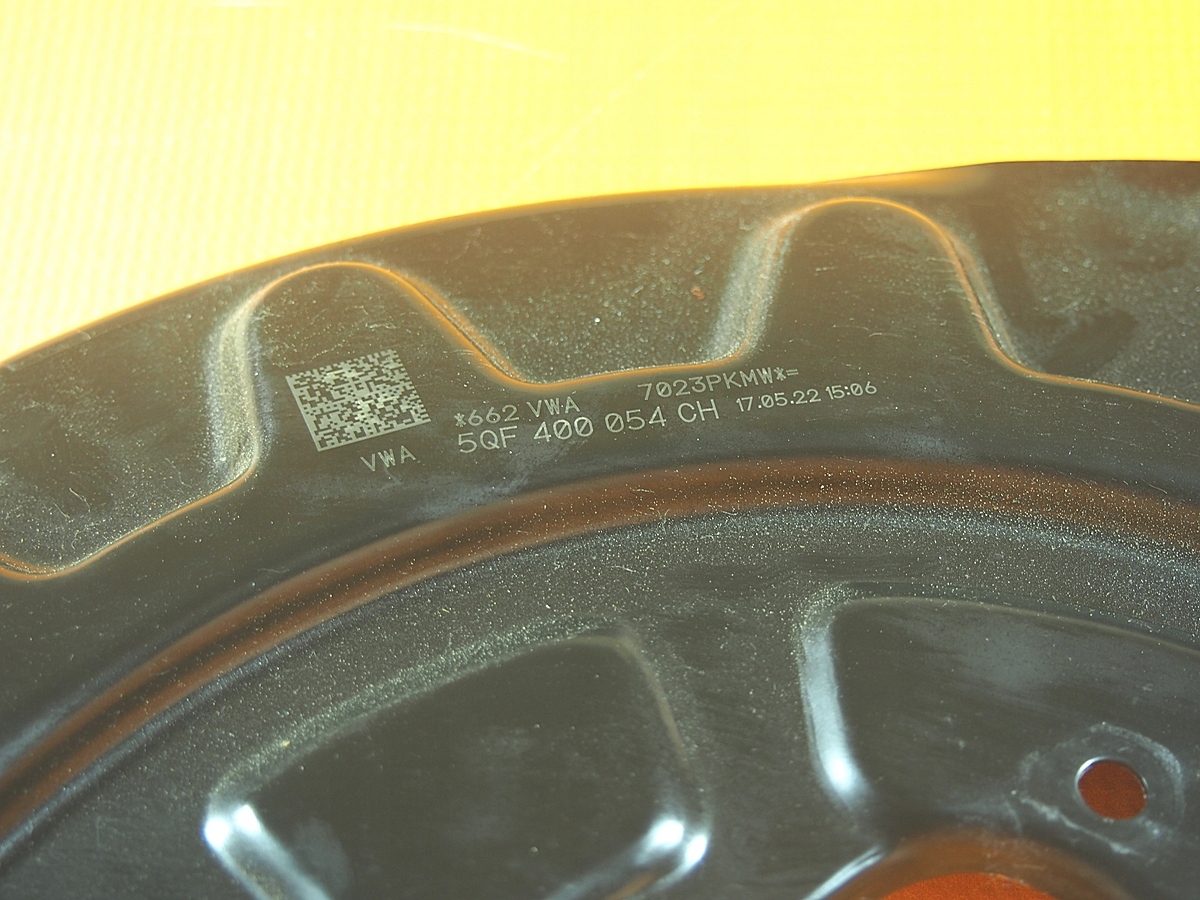 *662 VWA 7023PKMW*=
5QF 400 054 CH 17.05.22 15:06
VWA